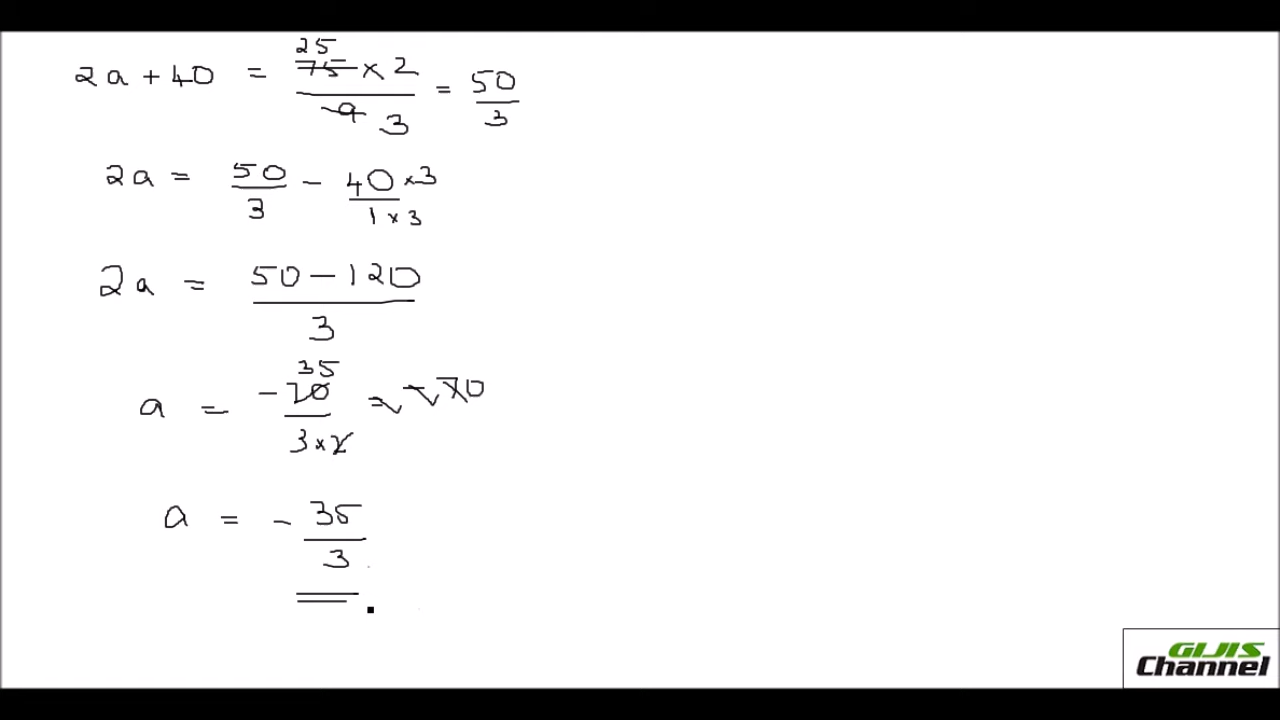 2a + 40 = 25 75 × 2 / 9 3 = 50/3
2a = 50/3 - 40 × 3 / 1 × 3
2a = 50 - 120 / 3
a = - 35 70 / 3 × 2 = - 70
a = - 35/3
GIJIS
Channel